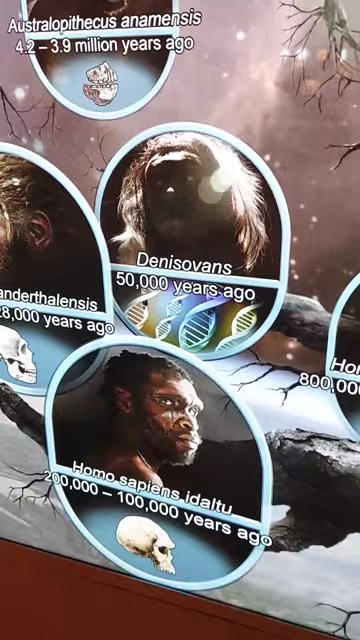 Australopithecus anamensis
4.2 – 3.9 million years ago
Denisovans
50,000 years ago
anderthalensis
28,000 years ago
Hor
800,000
Homo sapiens idaltu
200,000 – 100,000 years ago